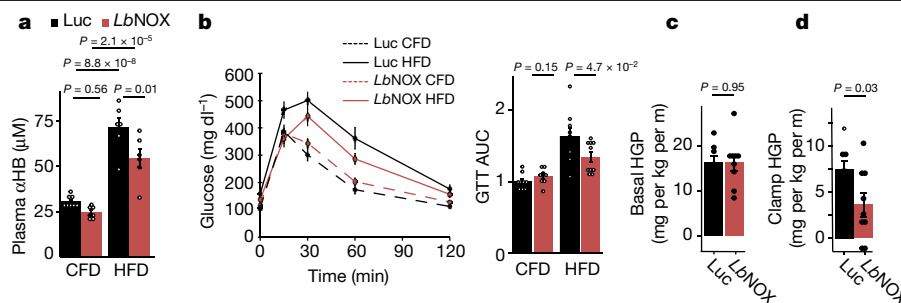 a
Luc LbNOX
P = 2.1 × 10⁻⁵
P = 8.8 × 10⁻⁸
P = 0.56 P = 0.01
Plasma αHB (μM)
75
25
0
CFD HFD
b
Luc CFD
Luc HFD
LbNOX CFD
LbNOX HFD
Glucose (mg dl⁻¹)
600
500
400
300
200
100
0
0 30 60 90 120
Time (min)
P = 0.15 P = 4.7 × 10⁻²
GTT AUC
2
1
0
CFD HFD
c
P = 0.95
Basal HGP
(mg per kg per m)
20
10
0
Luc
LbNOX
d
P = 0.03
Clamp HGP
(mg per kg per m)
10
5
0
Luc
LbNOX